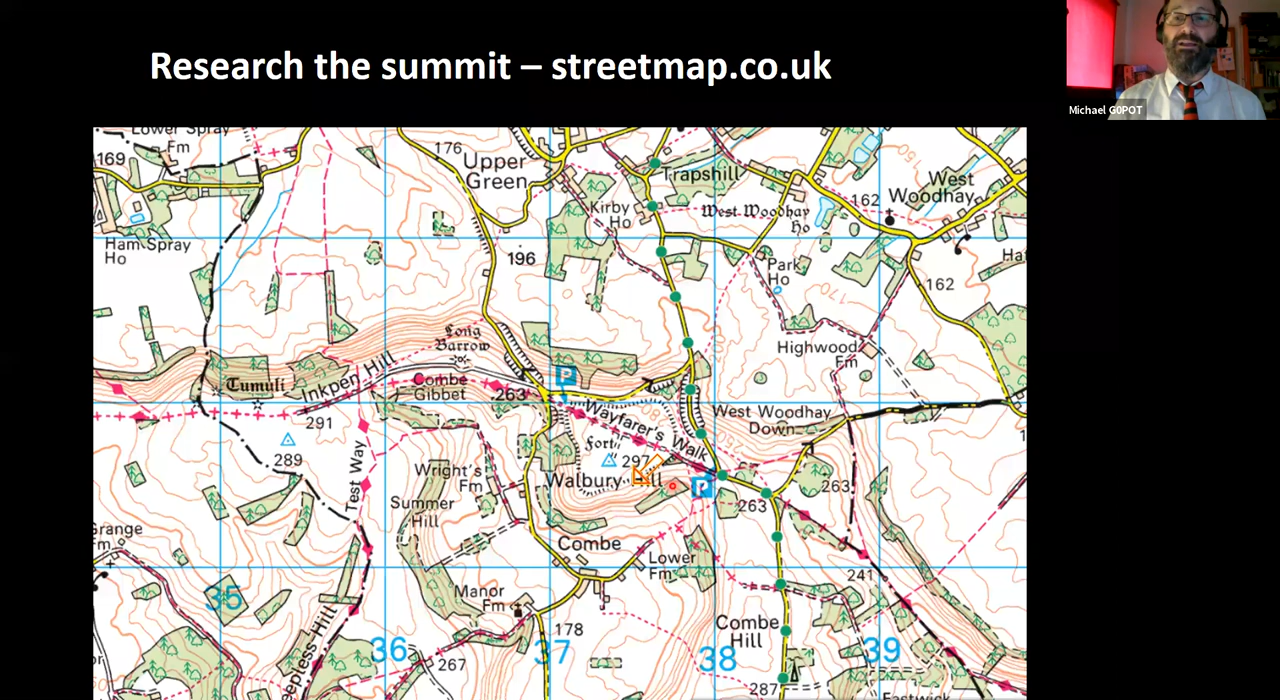 Research the summit – streetmap.co.uk
Michael G0POT
Lower Spray
Fm
169
176
Upper
Green
Trapshill
Kirby
Ho
West Woodhay
Ho
162
West
Woodhay
Ham Spray
Ho
196
Park
Ho
162
150
170
Long
Barrow
Highwood
Fm
Tumuli
Inkpen Hill
Combe
Gibbet
263
P
291
289
Wayfarer's Walk
West Woodhay
Down
Fort
297
Walbury Hill
P
263
263
Test Way
Wright's
Fm
Summer
Hill
Combe
Lower
Fm
Grange
Fm
241
35
Manor
Fm
178
Combe
Hill
36
37
38
39
267
287
Eastwick